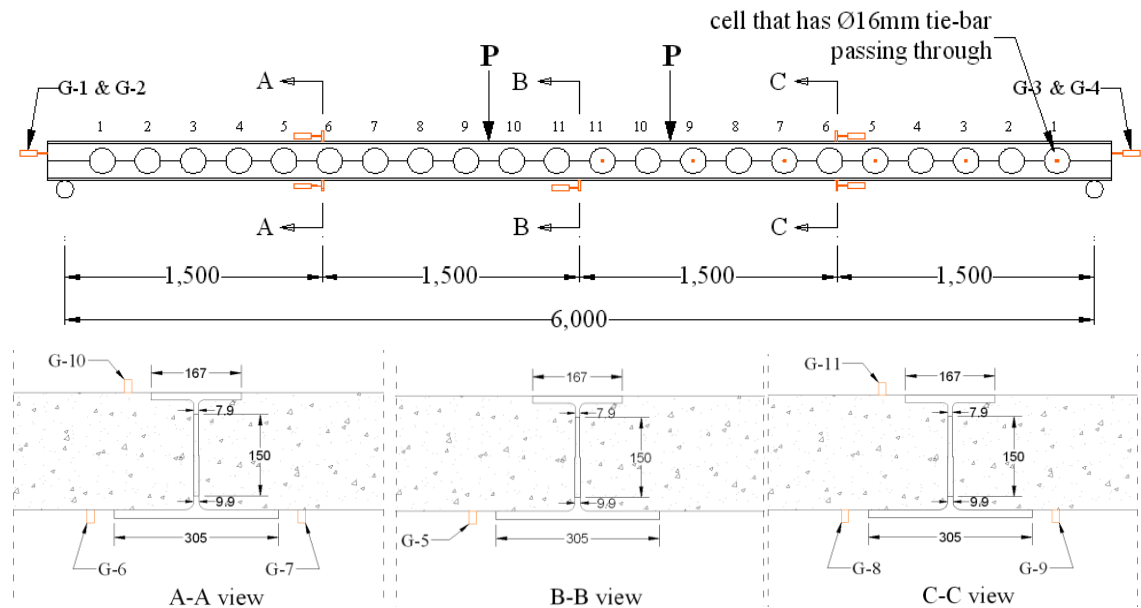 cell that has Ø16mm tie-bar
passing through
P P
A B C
G-1 & G-2 G-3 & G-4
1 2 3 4 5 6 7 8 9 10 11 11 10 9 8 7 6 5 4 3 2 1
A B C
1,500 1,500 1,500 1,500
6,000
G-10 167 7.9 150 9.9 305 G-6 G-7
A-A view
167 7.9 150 9.9 305 G-5
B-B view
G-11 167 7.9 150 9.9 305 G-8 G-9
C-C view